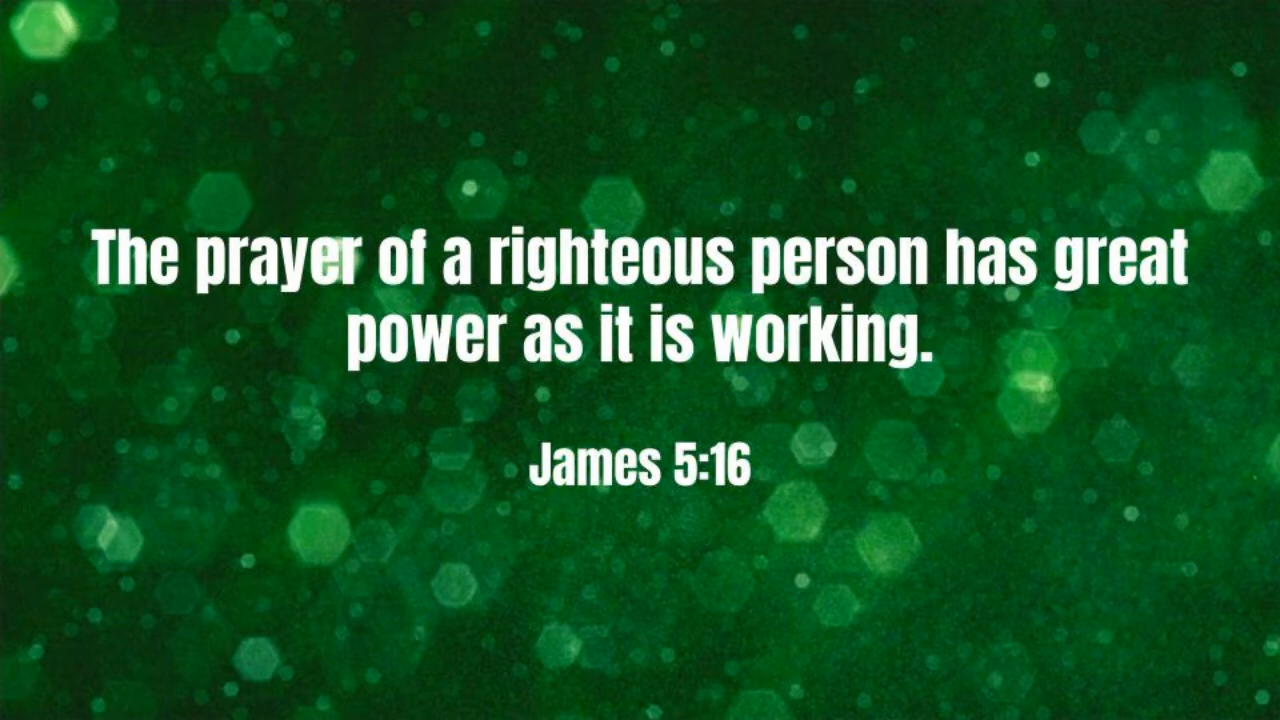 The prayer of a righteous person has great
power as it is working.
James 5:16